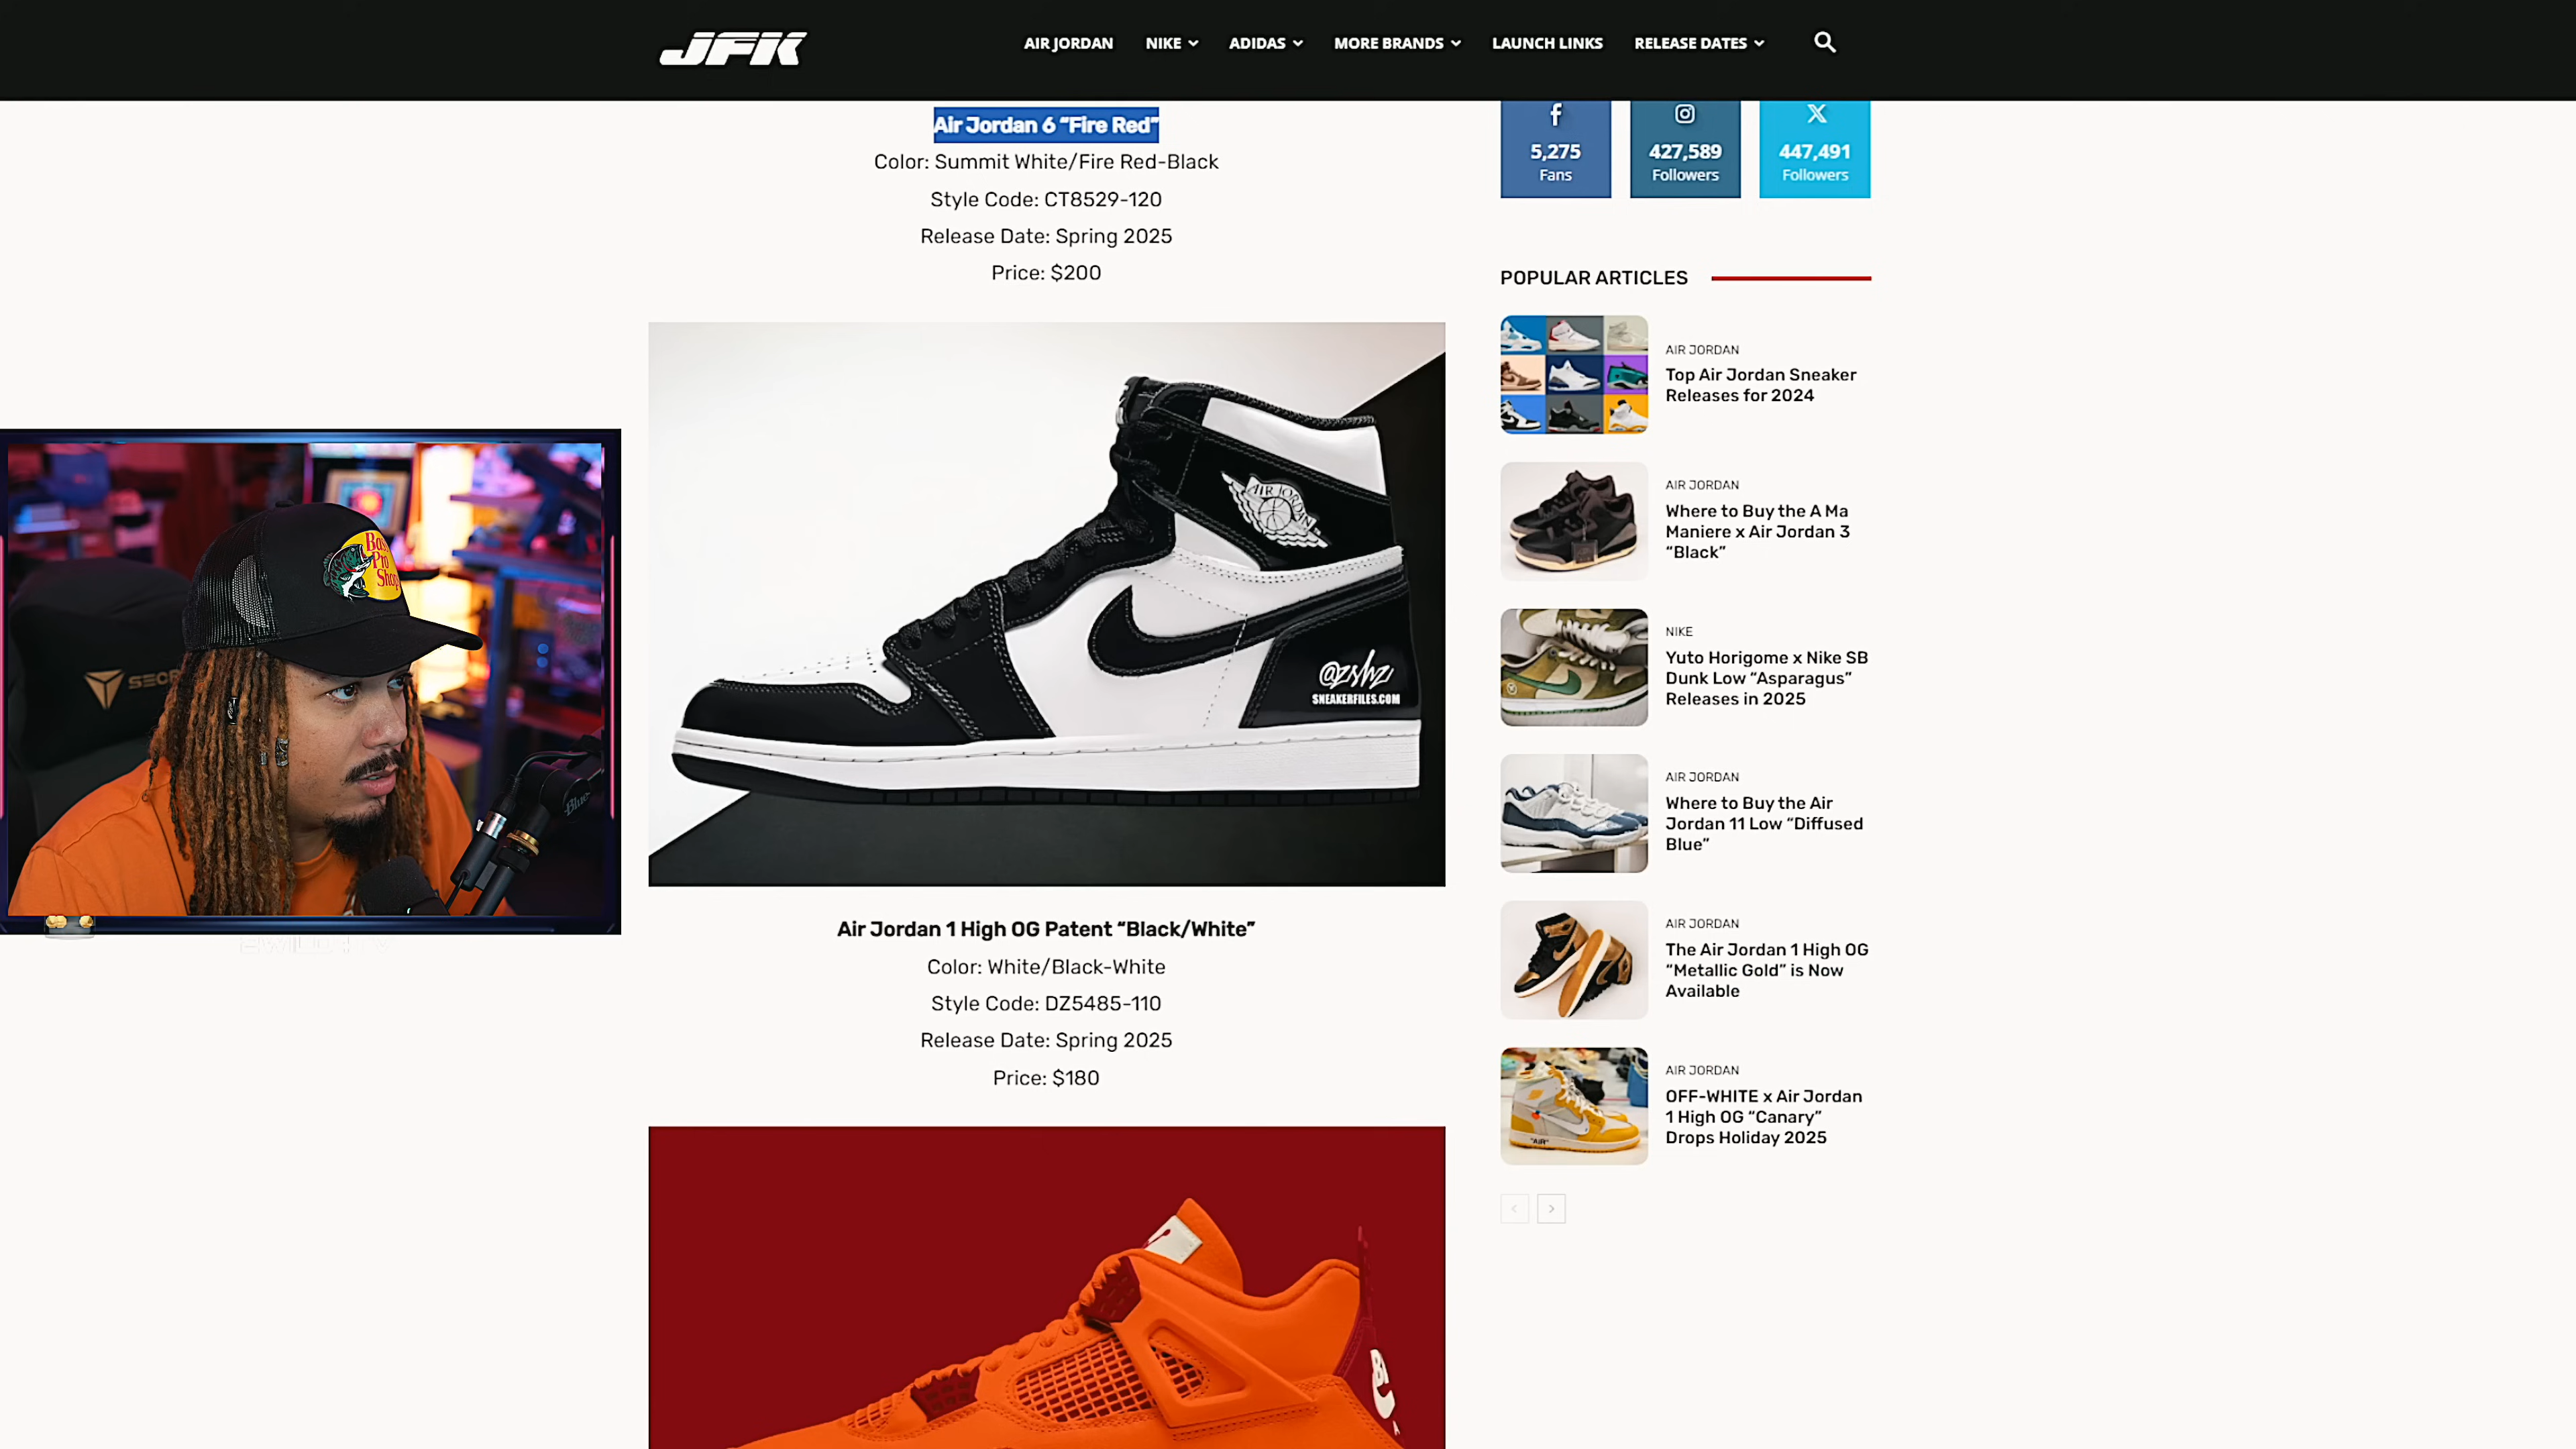 JFK
AIR JORDAN
NIKE
ADIDAS
MORE BRANDS
LAUNCH LINKS
RELEASE DATES
Air Jordan 6 “Fire Red”
Color: Summit White/Fire Red-Black
Style Code: CT8529-120
Release Date: Spring 2025
Price: $200
AIR JORDAN
@zshz
SNEAKERFILES.COM
Air Jordan 1 High OG Patent “Black/White”
Color: White/Black-White
Style Code: DZ5485-110
Release Date: Spring 2025
Price: $180
Bass
Pro
Shops
SECR
Blue
5,275
Fans
427,589
Followers
447,491
Followers
POPULAR ARTICLES
AIR JORDAN
Top Air Jordan Sneaker
Releases for 2024
AIR JORDAN
Where to Buy the A Ma
Maniere x Air Jordan 3
“Black”
NIKE
Yuto Horigome x Nike SB
Dunk Low “Asparagus”
Releases in 2025
AIR JORDAN
Where to Buy the Air
Jordan 11 Low “Diffused
Blue”
AIR JORDAN
The Air Jordan 1 High OG
“Metallic Gold” is Now
Available
AIR JORDAN
OFF-WHITE x Air Jordan
1 High OG “Canary”
Drops Holiday 2025
"AIR"